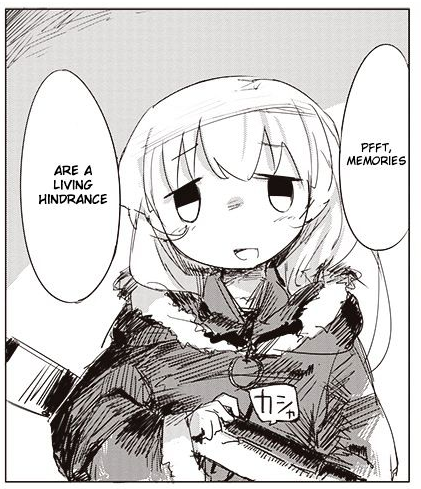 PFFT,
MEMORIES
ARE A
LIVING
HINDRANCE
カシャ